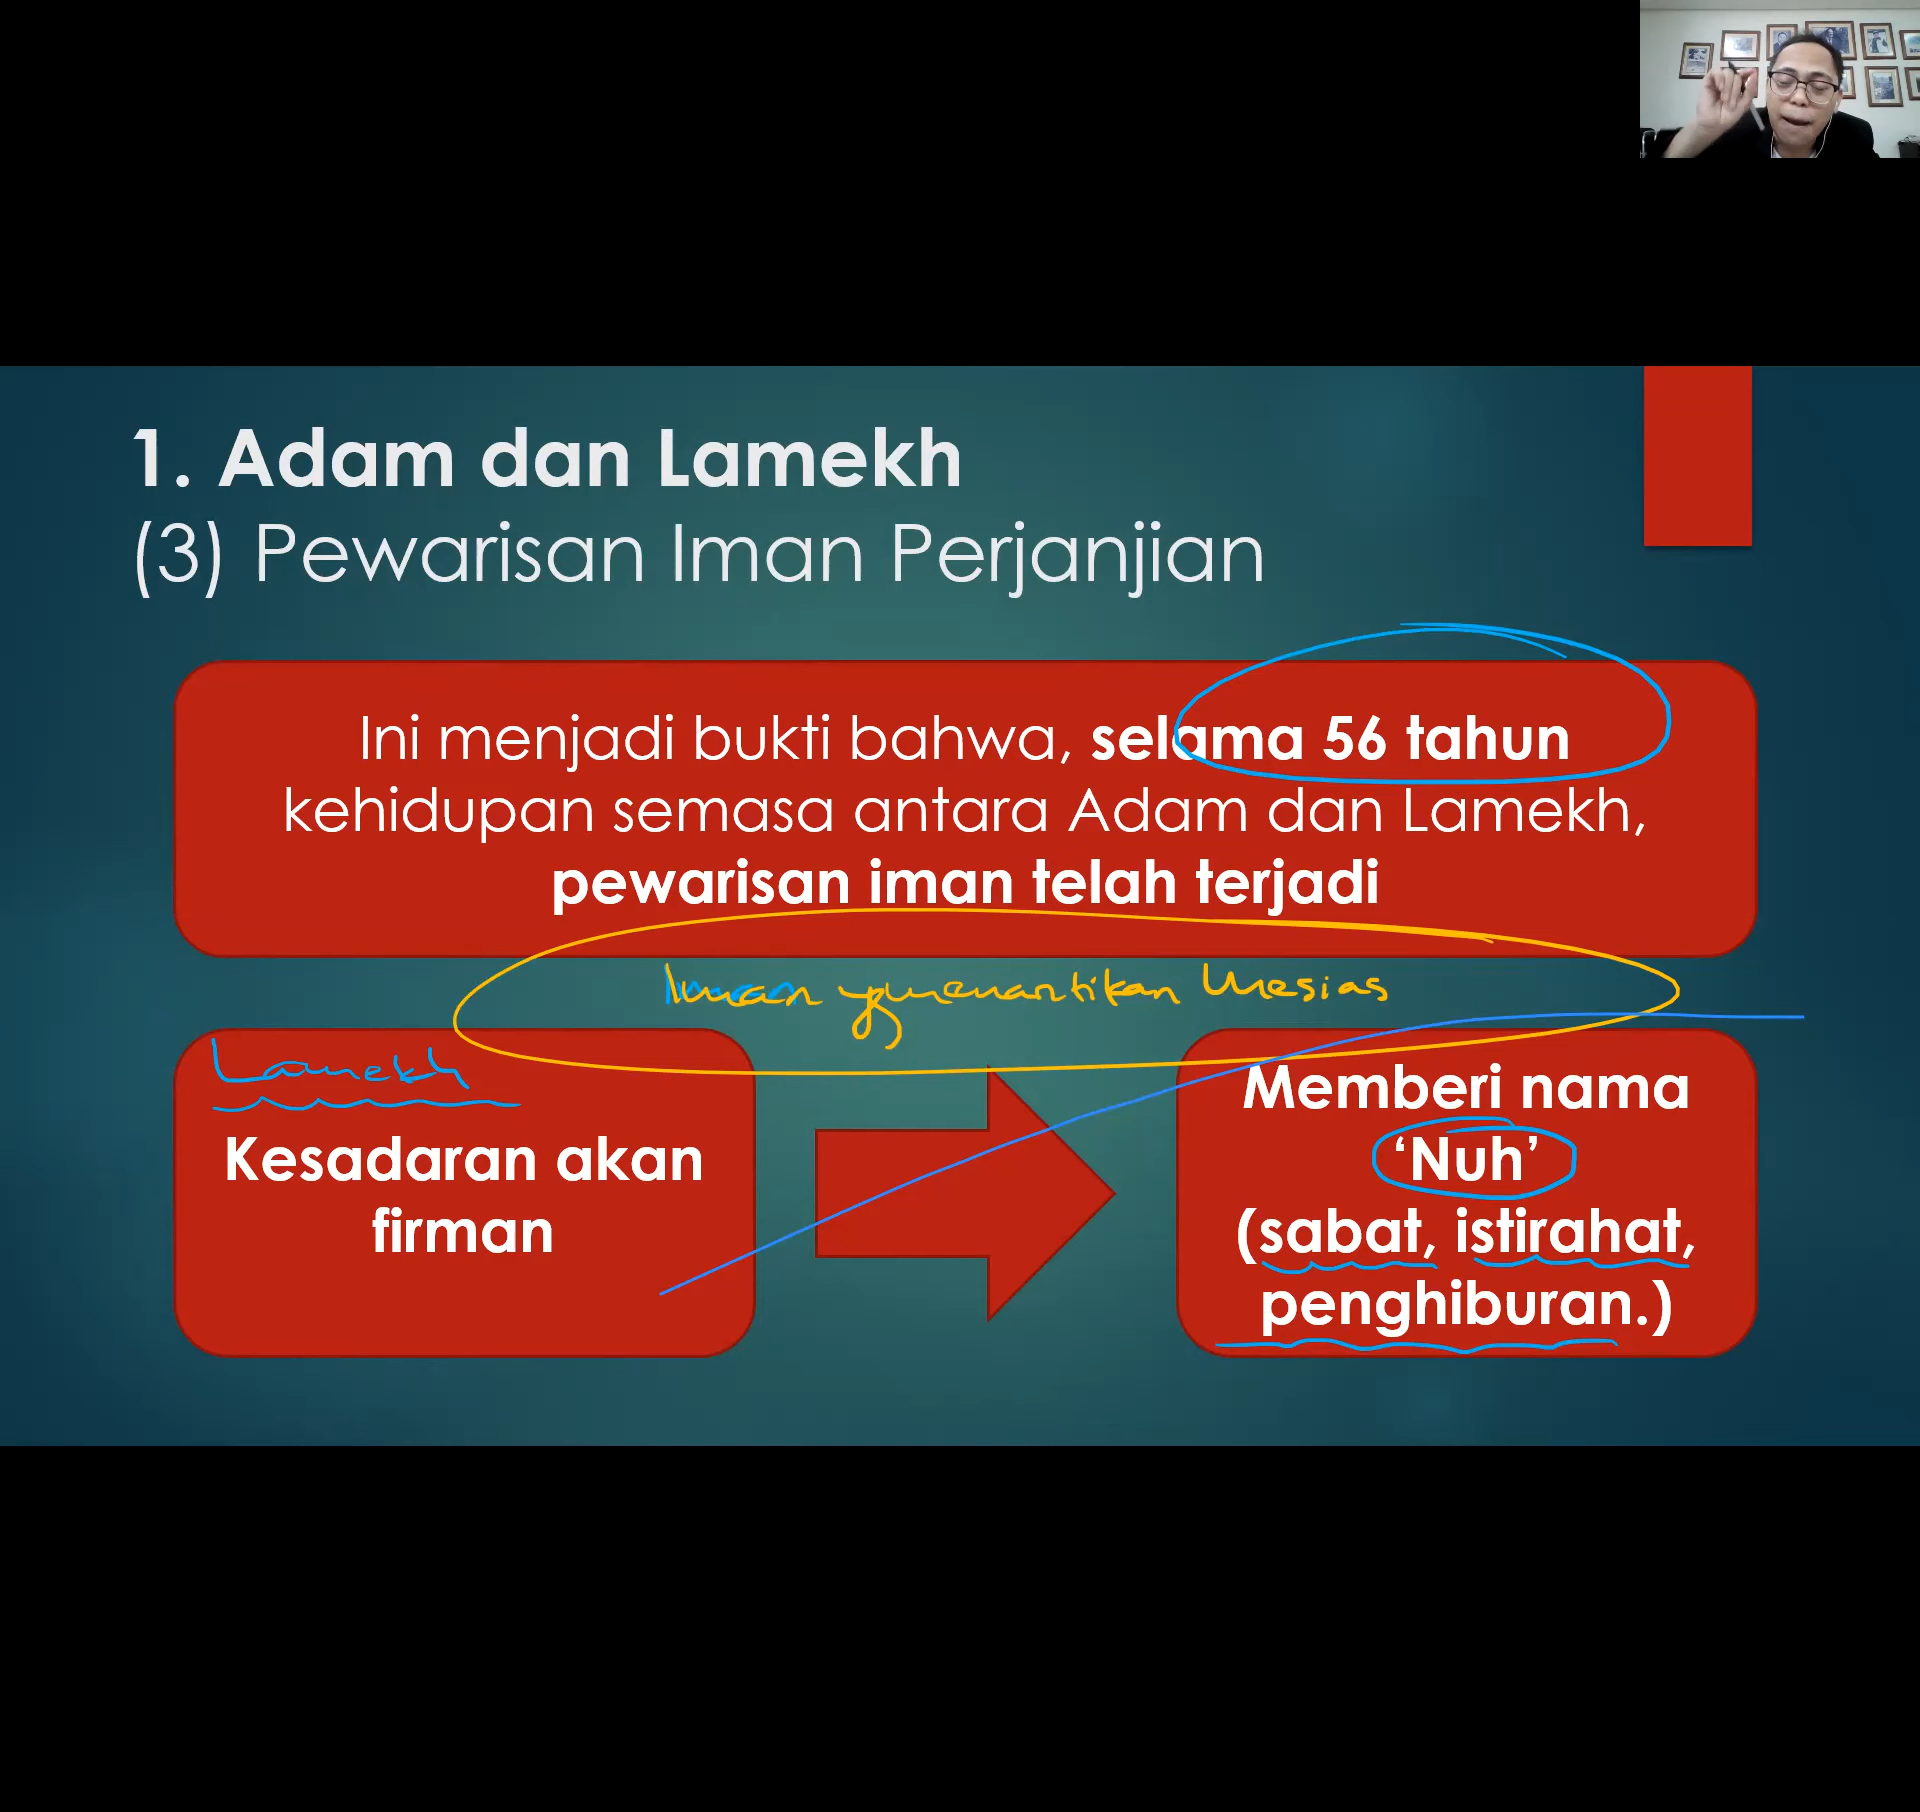 1. Adam dan Lamekh
(3) Pewarisan Iman Perjanjian
Ini menjadi bukti bahwa, selama 56 tahun
kehidupan semasa antara Adam dan Lamekh,
pewarisan iman telah terjadi
Iman yg menantikan Mesias
Lamekh
Kesadaran akan
firman
Memberi nama
‘Nuh’
(sabat, istirahat,
penghiburan.)